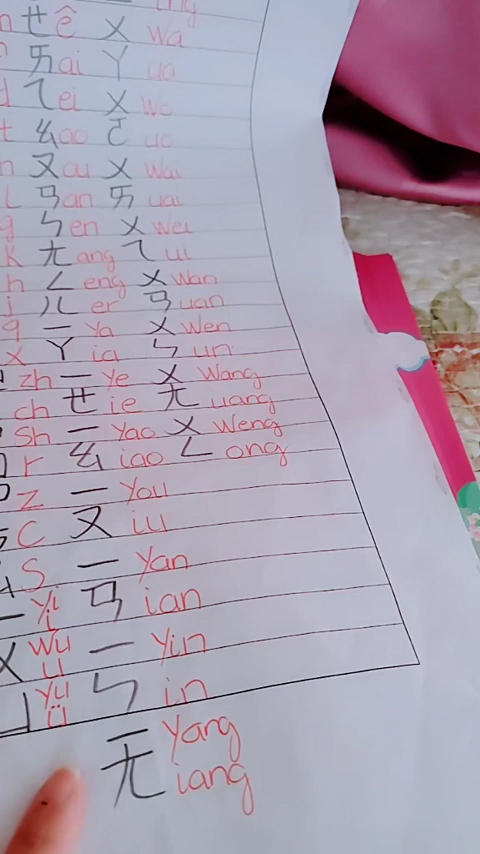 ㄝ ê ㄨ wa
ㄞ ai ㄚ ua
ㄟ ei ㄨ wo
t ㄠ ao ㄛ uo
ㄡ ou ㄨ wai
l ㄢ an ㄞ uai
g ㄣ en ㄨ wei
k ㄤ ang ㄟ ui
h ㄥ eng ㄨ wan
j ㄦ er ㄢ uan
q ㄧ ya ㄨ wen
x ㄚ ia ㄣ un
zh ㄧ ye ㄨ wang
ch ㄝ ie ㄤ uang
sh ㄧ yao ㄨ weng
r ㄠ iao ㄥ ong
z ㄧ you
c ㄡ iu
s ㄧ yan
ㄧ yi i ㄢ ian
ㄨ wu u ㄧ yin
ㄩ yu ü ㄣ in
ㄧ yang
ㄤ iang